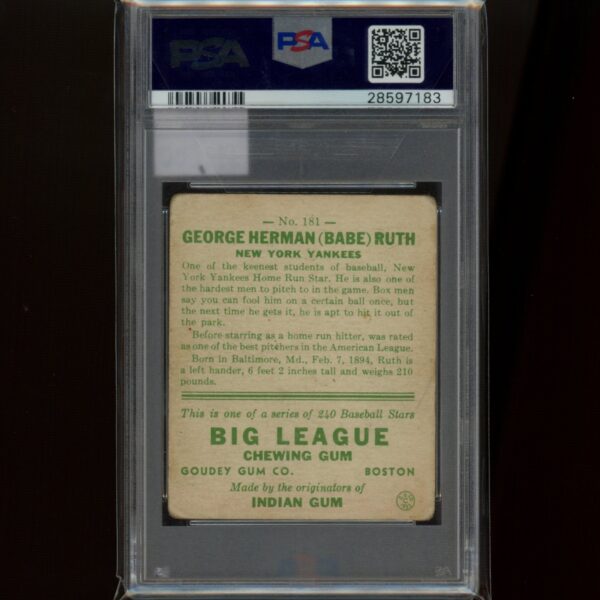 PSA
PSA
28597183
— No. 181 —
GEORGE HERMAN (BABE) RUTH
NEW YORK YANKEES
One of the keenest students of baseball, New
York Yankees Home Run Star. He is also one of
the hardest men to pitch to in the game. Box men
say you can fool him on a certain ball once, but
the next time he gets it, he is apt to hit it out of
the park.
Before starring as a home run hitter, was rated
as one of the best pitchers in the American League.
Born in Baltimore, Md., Feb. 7, 1894, Ruth is
a left hander, 6 feet 2 inches tall and weighs 210
pounds.
This is one of a series of 240 Baseball Stars
BIG LEAGUE
CHEWING GUM
GOUDEY GUM CO. BOSTON
Made by the originators of
INDIAN GUM